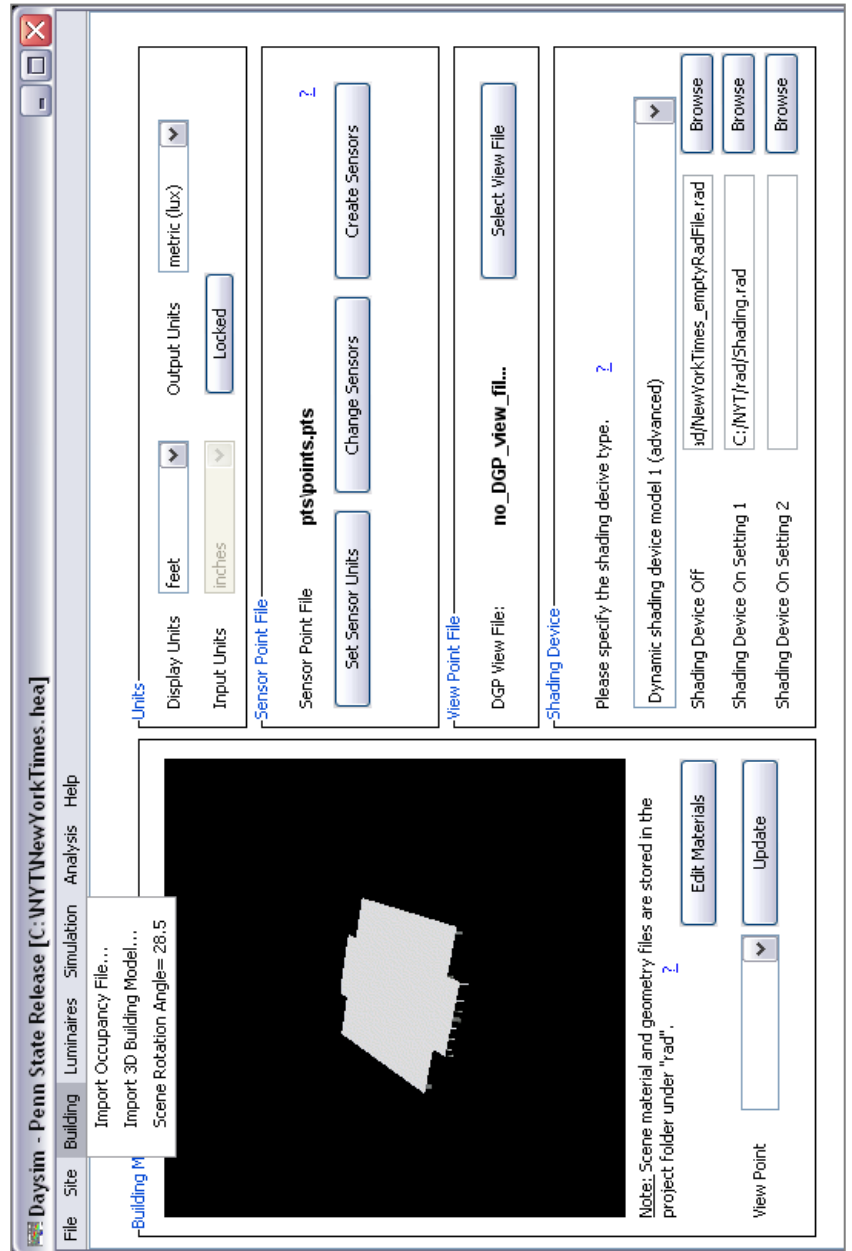 Daysim - Penn State Release [C:\NYT\NewYorkTimes.hea]
File Site Building Luminaires Simulation Analysis Help
Import Occupancy File...
Import 3D Building Model...
Scene Rotation Angle= 28.5
Building M
Note: Scene material and geometry files are stored in the
project folder under "rad". ?
Edit Materials
View Point
Update
Units
Display Units feet Output Units metric (lux)
Input Units inches Locked
Sensor Point File
Sensor Point File pts\points.pts ?
Set Sensor Units Change Sensors Create Sensors
View Point File
DGP View File: no_DGP_view_fil... Select View File
Shading Device
Please specify the shading decive type. ?
Dynamic shading device model 1 (advanced)
Shading Device Off ad/NewYorkTimes_emptyRadFile.rad Browse
Shading Device On Setting 1 C:/NYT/rad/Shading.rad Browse
Shading Device On Setting 2 Browse